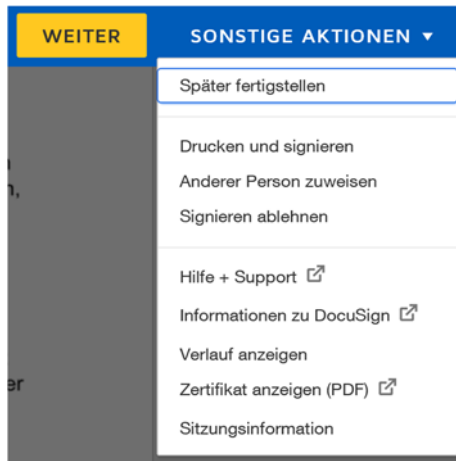 WEITER
SONSTIGE AKTIONEN
Später fertigstellen
Drucken und signieren
Anderer Person zuweisen
Signieren ablehnen
Hilfe + Support
Informationen zu DocuSign
Verlauf anzeigen
Zertifikat anzeigen (PDF)
Sitzungsinformation